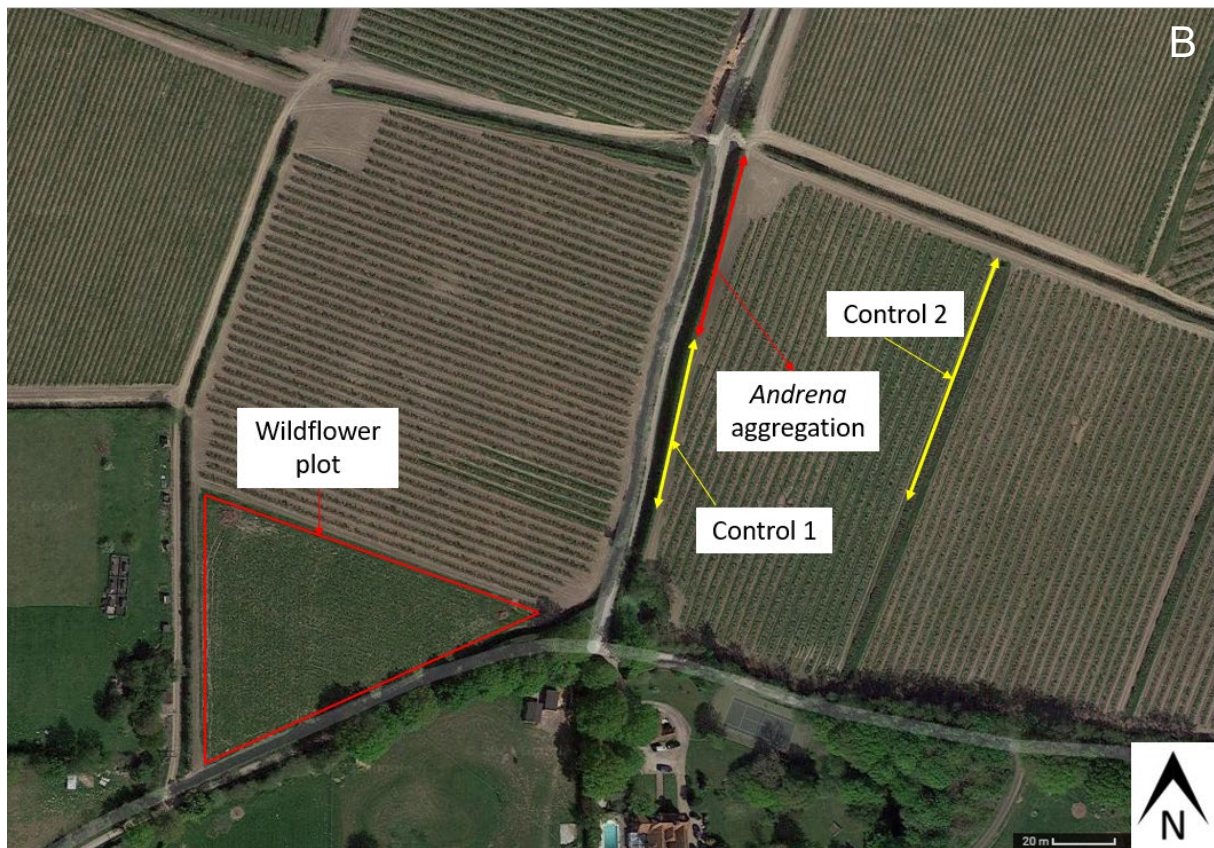 B
Control 2
Andrena
aggregation
Wildflower
plot
Control 1
N
20 m